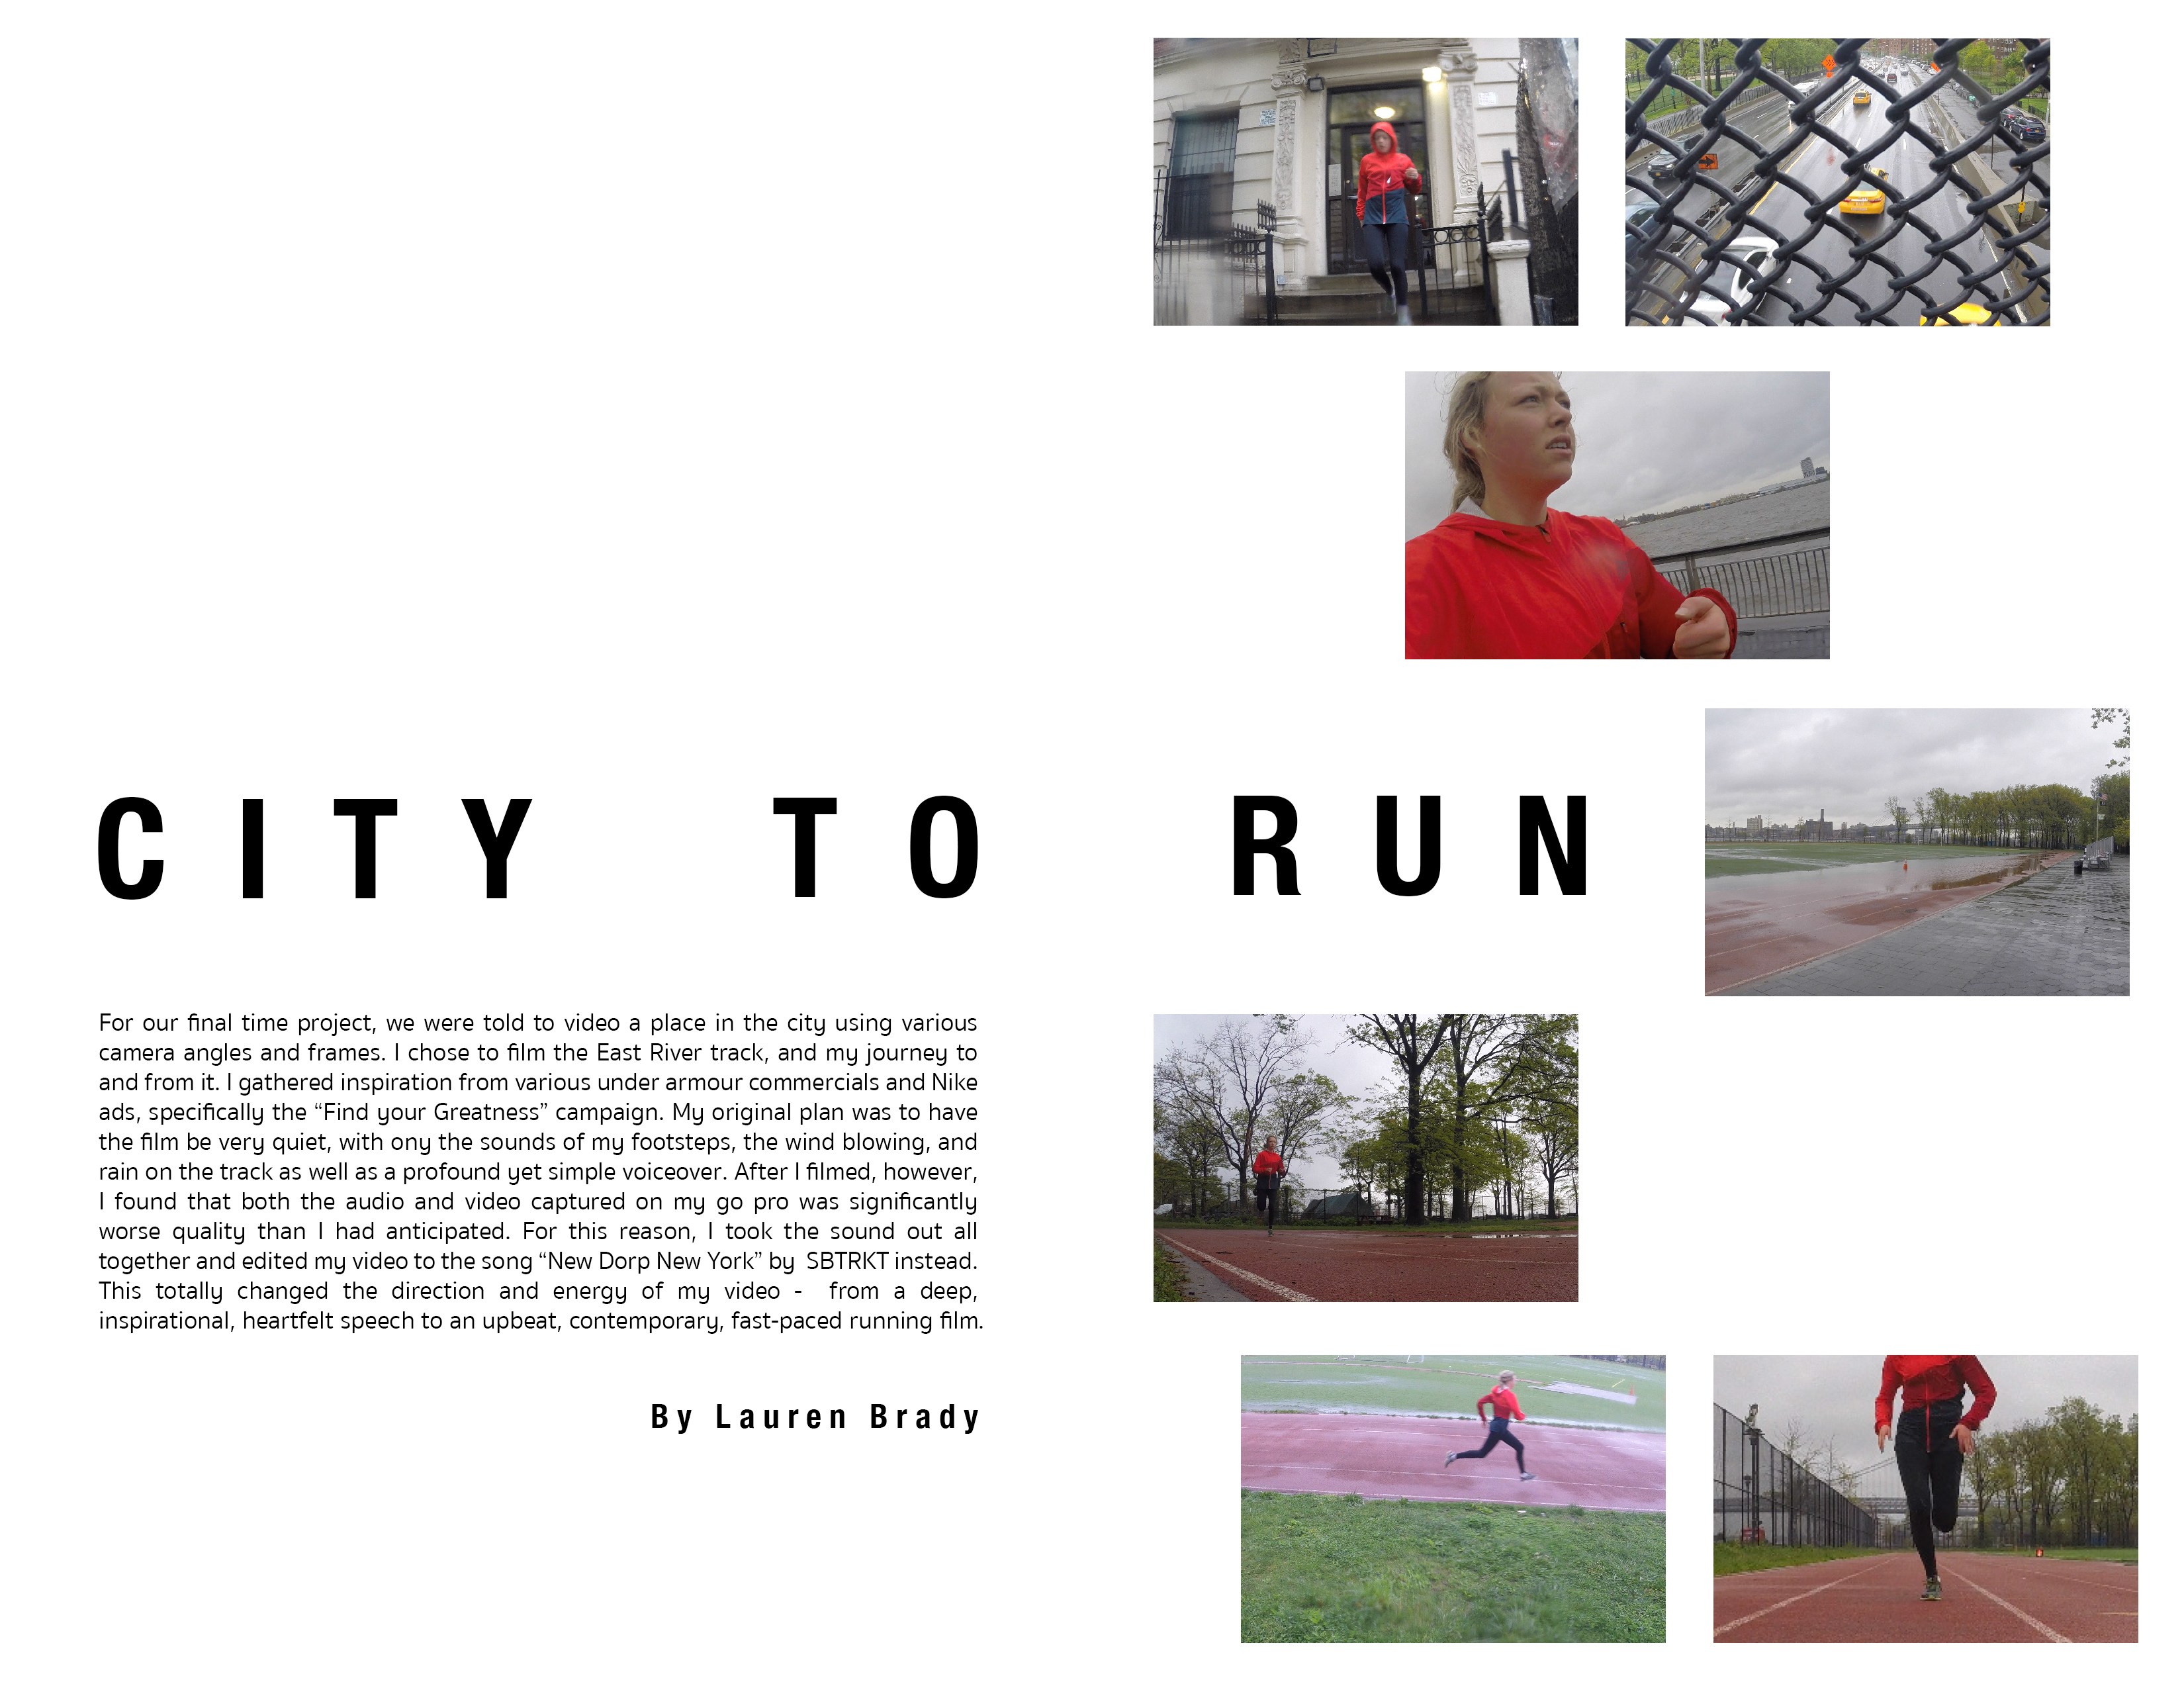 CITY TO RUN
For our final time project, we were told to video a place in the city using various
camera angles and frames. I chose to film the East River track, and my journey to
and from it. I gathered inspiration from various under armour commercials and Nike
ads, specifically the “Find your Greatness” campaign. My original plan was to have
the film be very quiet, with ony the sounds of my footsteps, the wind blowing, and
rain on the track as well as a profound yet simple voiceover. After I filmed, however,
I found that both the audio and video captured on my go pro was significantly
worse quality than I had anticipated. For this reason, I took the sound out all
together and edited my video to the song “New Dorp New York” by SBTRKT instead.
This totally changed the direction and energy of my video - from a deep,
inspirational, heartfelt speech to an upbeat, contemporary, fast-paced running film.
By Lauren Brady